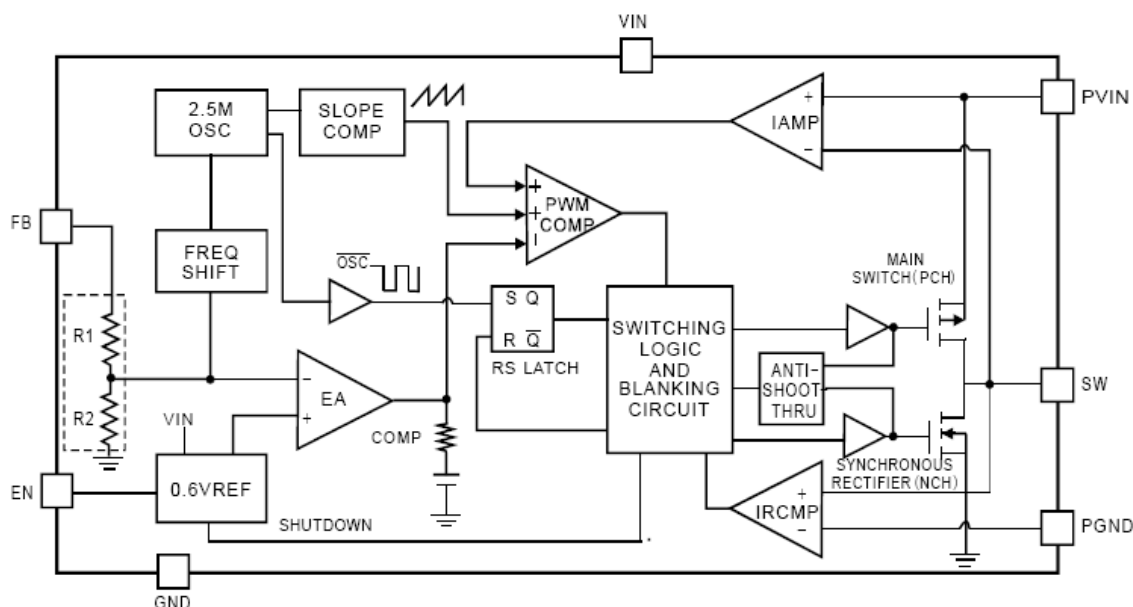 VIN
2.5M
OSC
SLOPE
COMP
+
IAMP
−
PVIN
FB
FREQ
SHIFT
+
+
−
PWM
COMP
OSC
MAIN
SWITCH(PCH)
R1
S Q
R Q
RS LATCH
SWITCHING
LOGIC
AND
BLANKING
CIRCUIT
ANTI-
SHOOT
THRU
SW
−
EA
+
R2
VIN
COMP
EN
0.6VREF
SHUTDOWN
SYNCHRONOUS
RECTIFIER(NCH)
+
IRCMP
−
PGND
GND